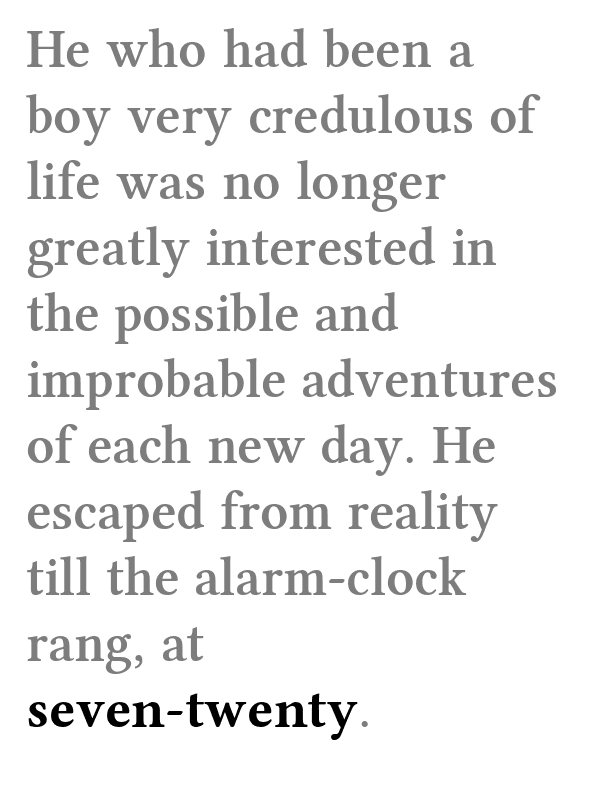 He who had been a
boy very credulous of
life was no longer
greatly interested in
the possible and
improbable adventures
of each new day. He
escaped from reality
till the alarm-clock
rang, at
seven-twenty.